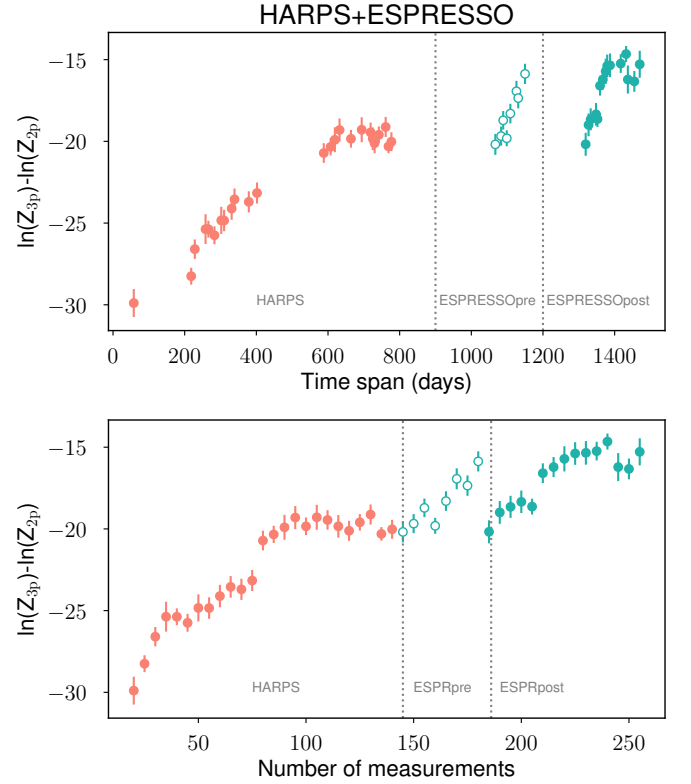 HARPS+ESPRESSO
ln(Z3p)-ln(Z2p)
−15
−20
−25
−30
HARPS
ESPRESSOpre
ESPRESSOpost
0 200 400 600 800 1000 1200 1400
Time span (days)
ln(Z3p)-ln(Z2p)
−15
−20
−25
−30
HARPS
ESPRpre
ESPRpost
50 100 150 200 250
Number of measurements